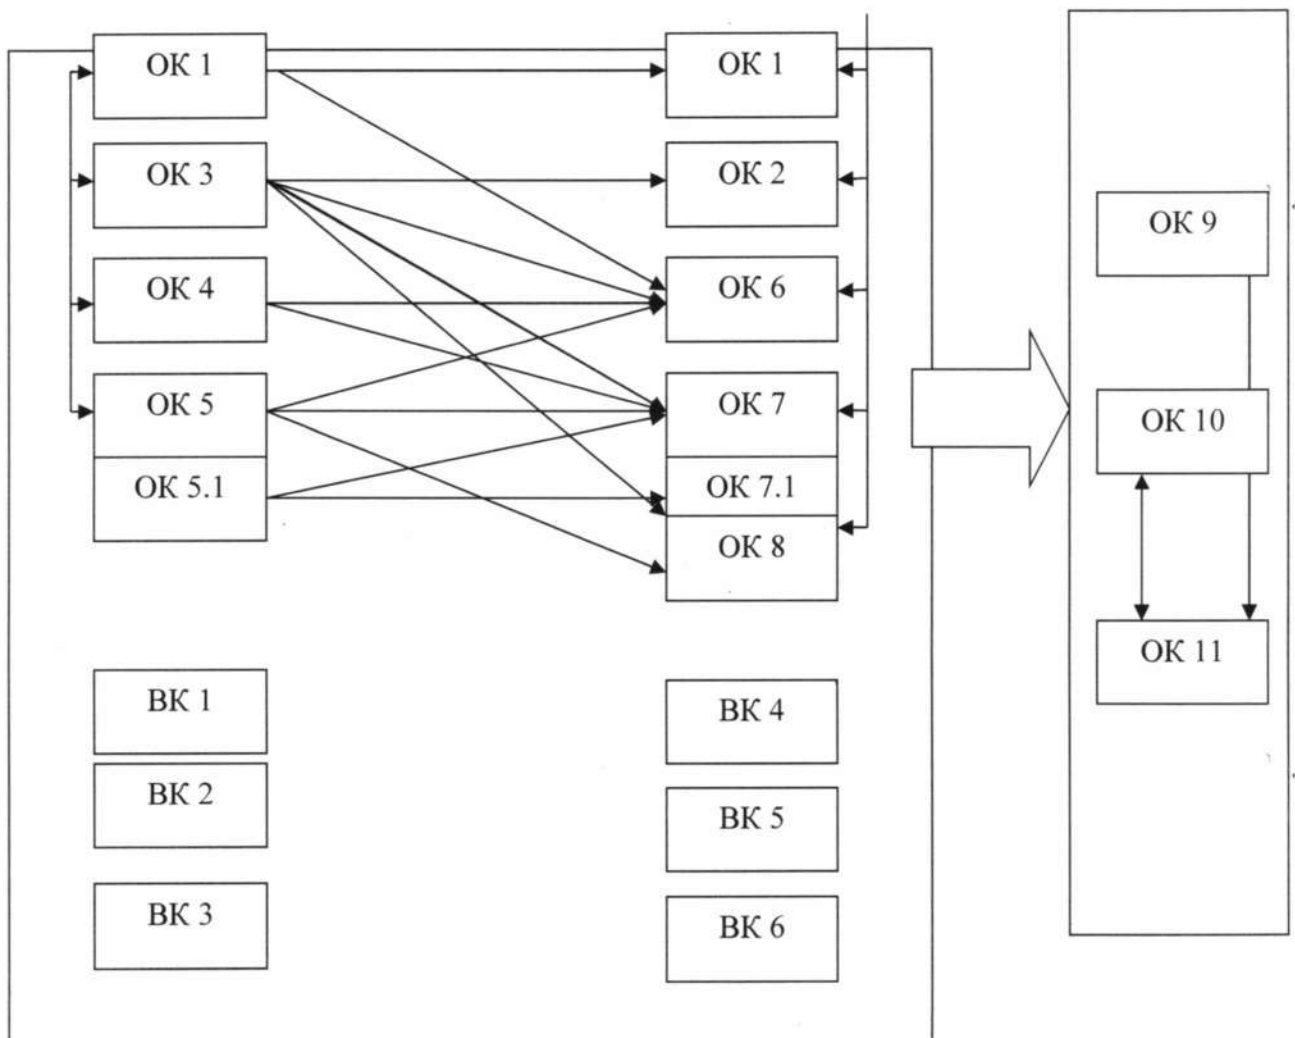 ОК 1
ОК 3
ОК 4
ОК 5
ОК 5.1
ВК 1
ВК 2
ВК 3
ОК 1
ОК 2
ОК 6
ОК 7
ОК 7.1
ОК 8
ВК 4
ВК 5
ВК 6
ОК 9
ОК 10
ОК 11